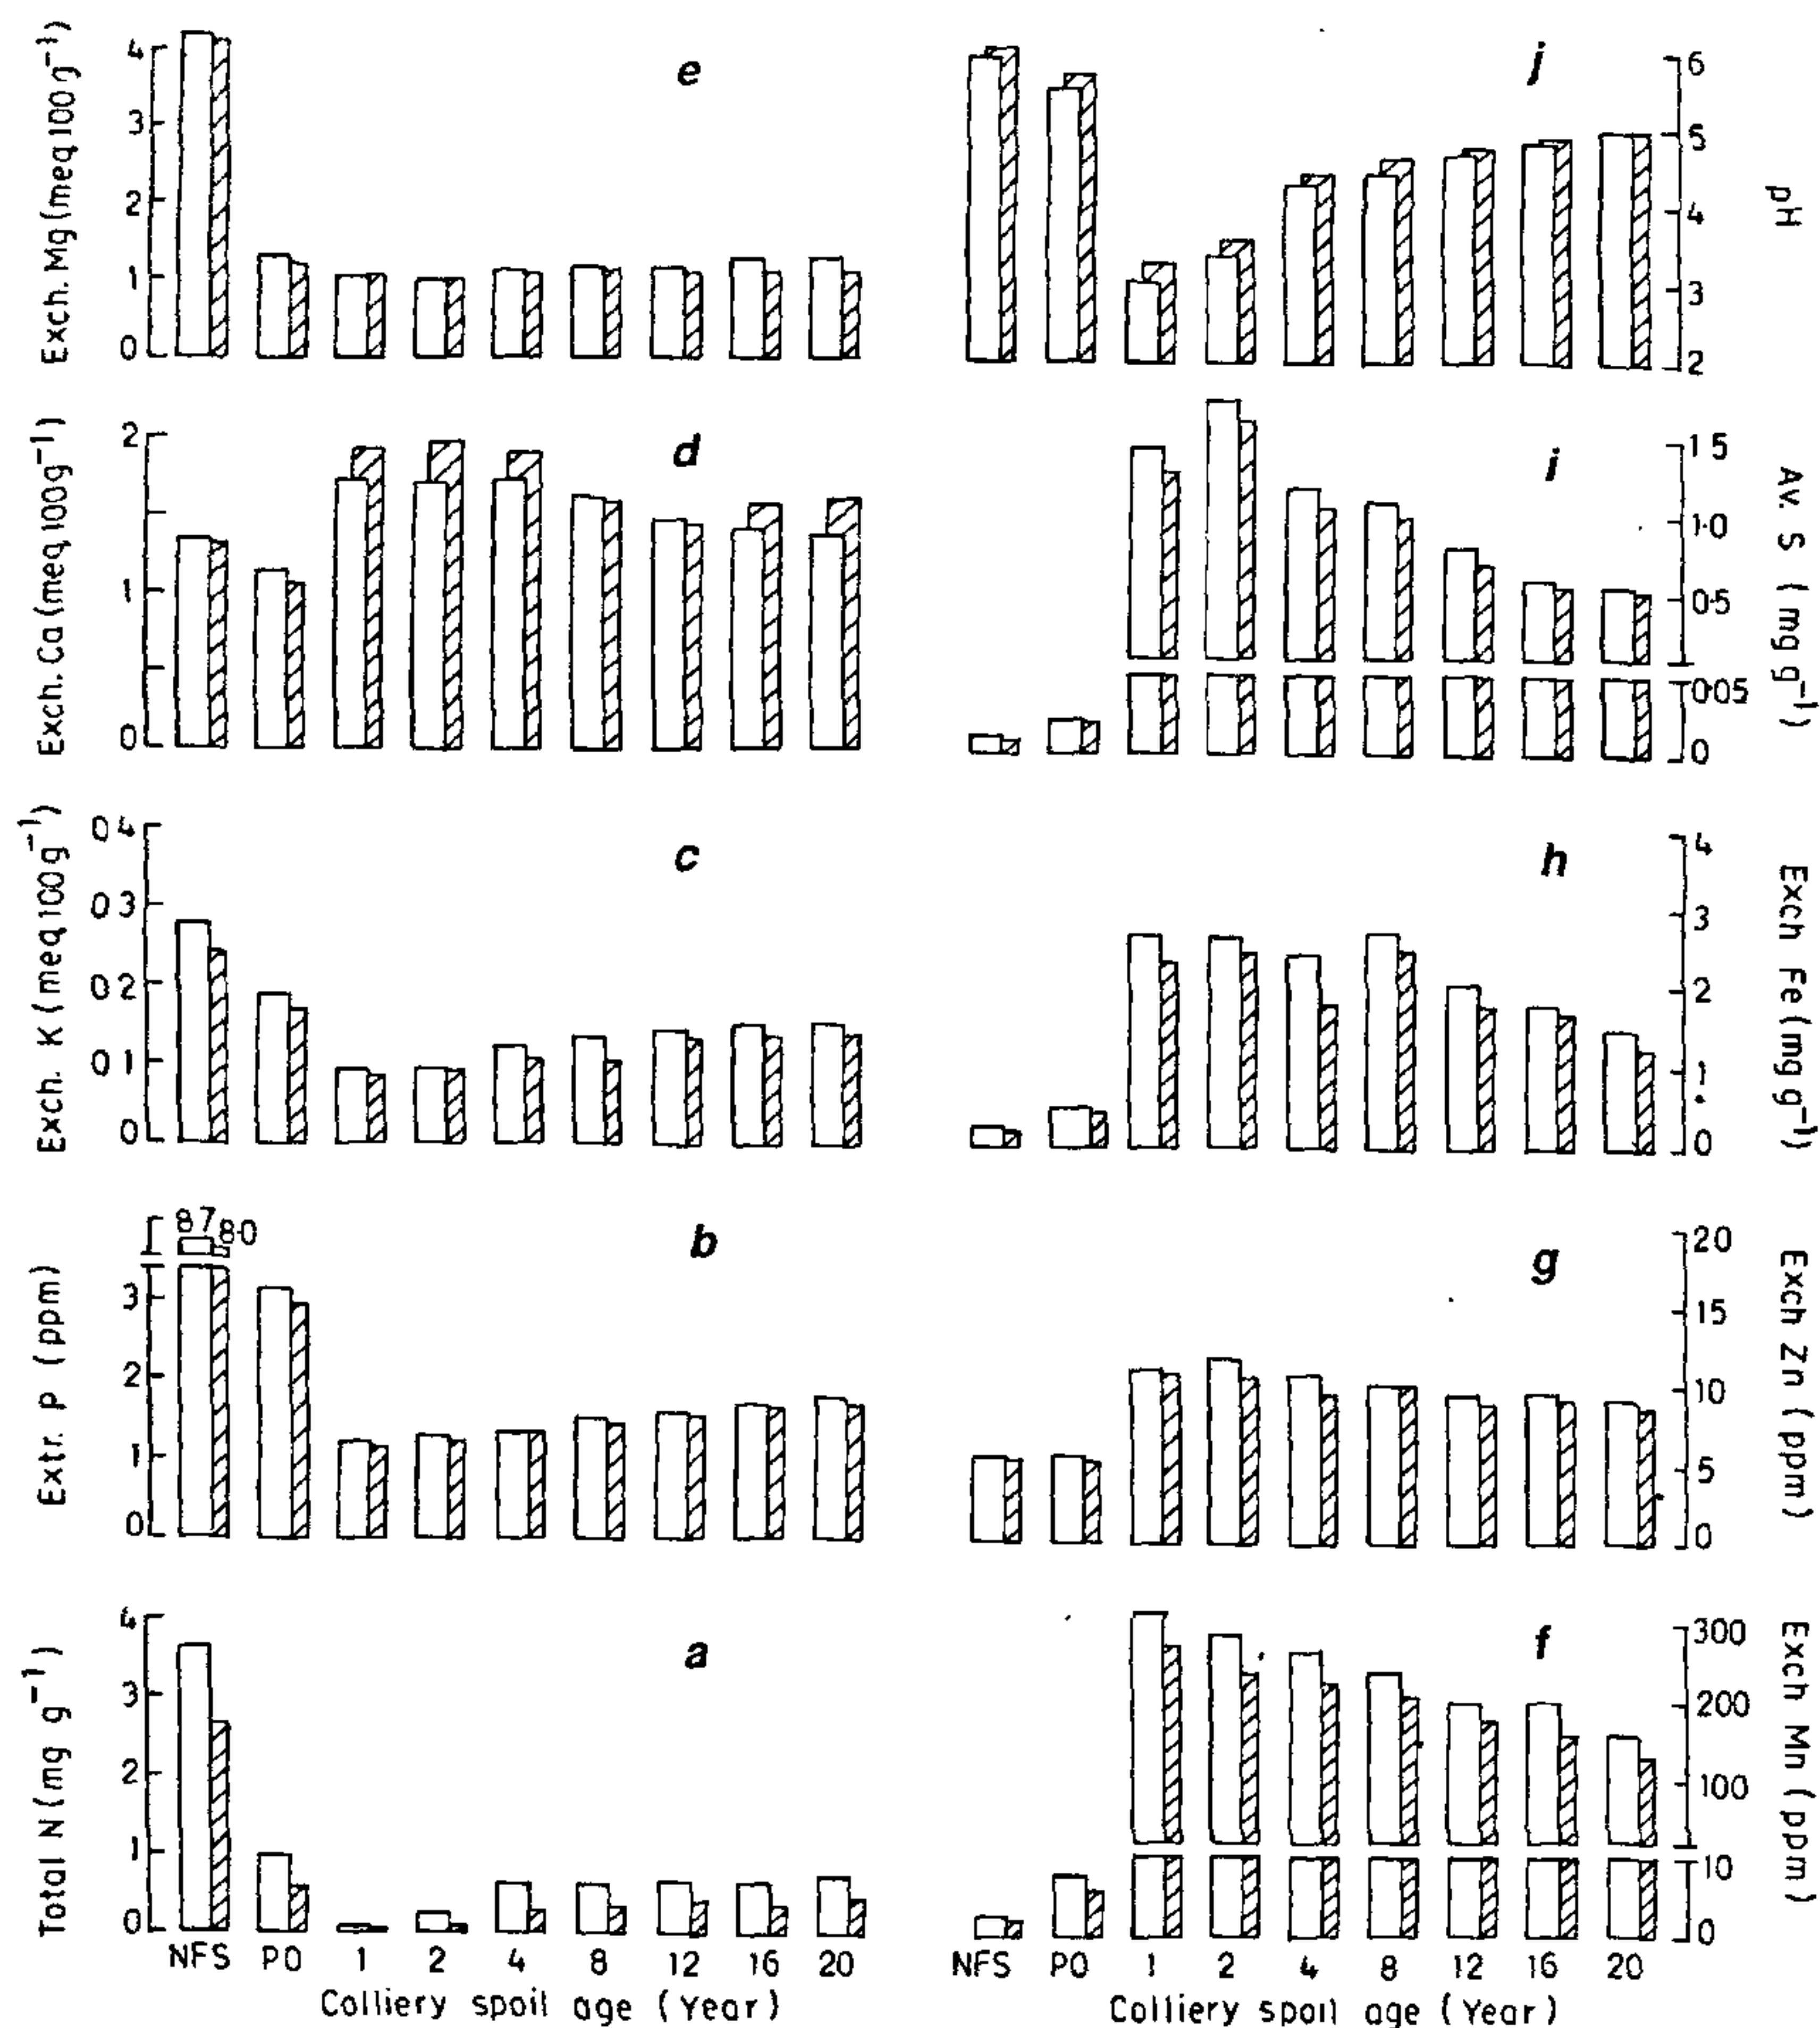 Exch. Mg (meq 100 g⁻¹)
4
3
2
1
0
e
j
6
5
4
3
2
pH
Exch. Ca (meq 100 g⁻¹)
2
1
0
d
i
1 5
1·0
0·5
0·05
0
Av. S (mg g⁻¹)
Exch. K (meq 100 g⁻¹)
0 4
0 3
0 2
0 1
0
c
h
4
3
2
1
0
Exch Fe (mg g⁻¹)
Extr. P (ppm)
8 7
8·0
3
2
1
0
b
g
20
15
10
5
0
Exch Zn (ppm)
Total N (mg g⁻¹)
4
3
2
1
0
a
f
300
200
100
10
0
Exch Mn (ppm)
NFS PO 1 2 4 8 12 16 20
NFS PO 1 2 4 8 12 16 20
Colliery spoil age (Year)
Colliery spoil age (Year)